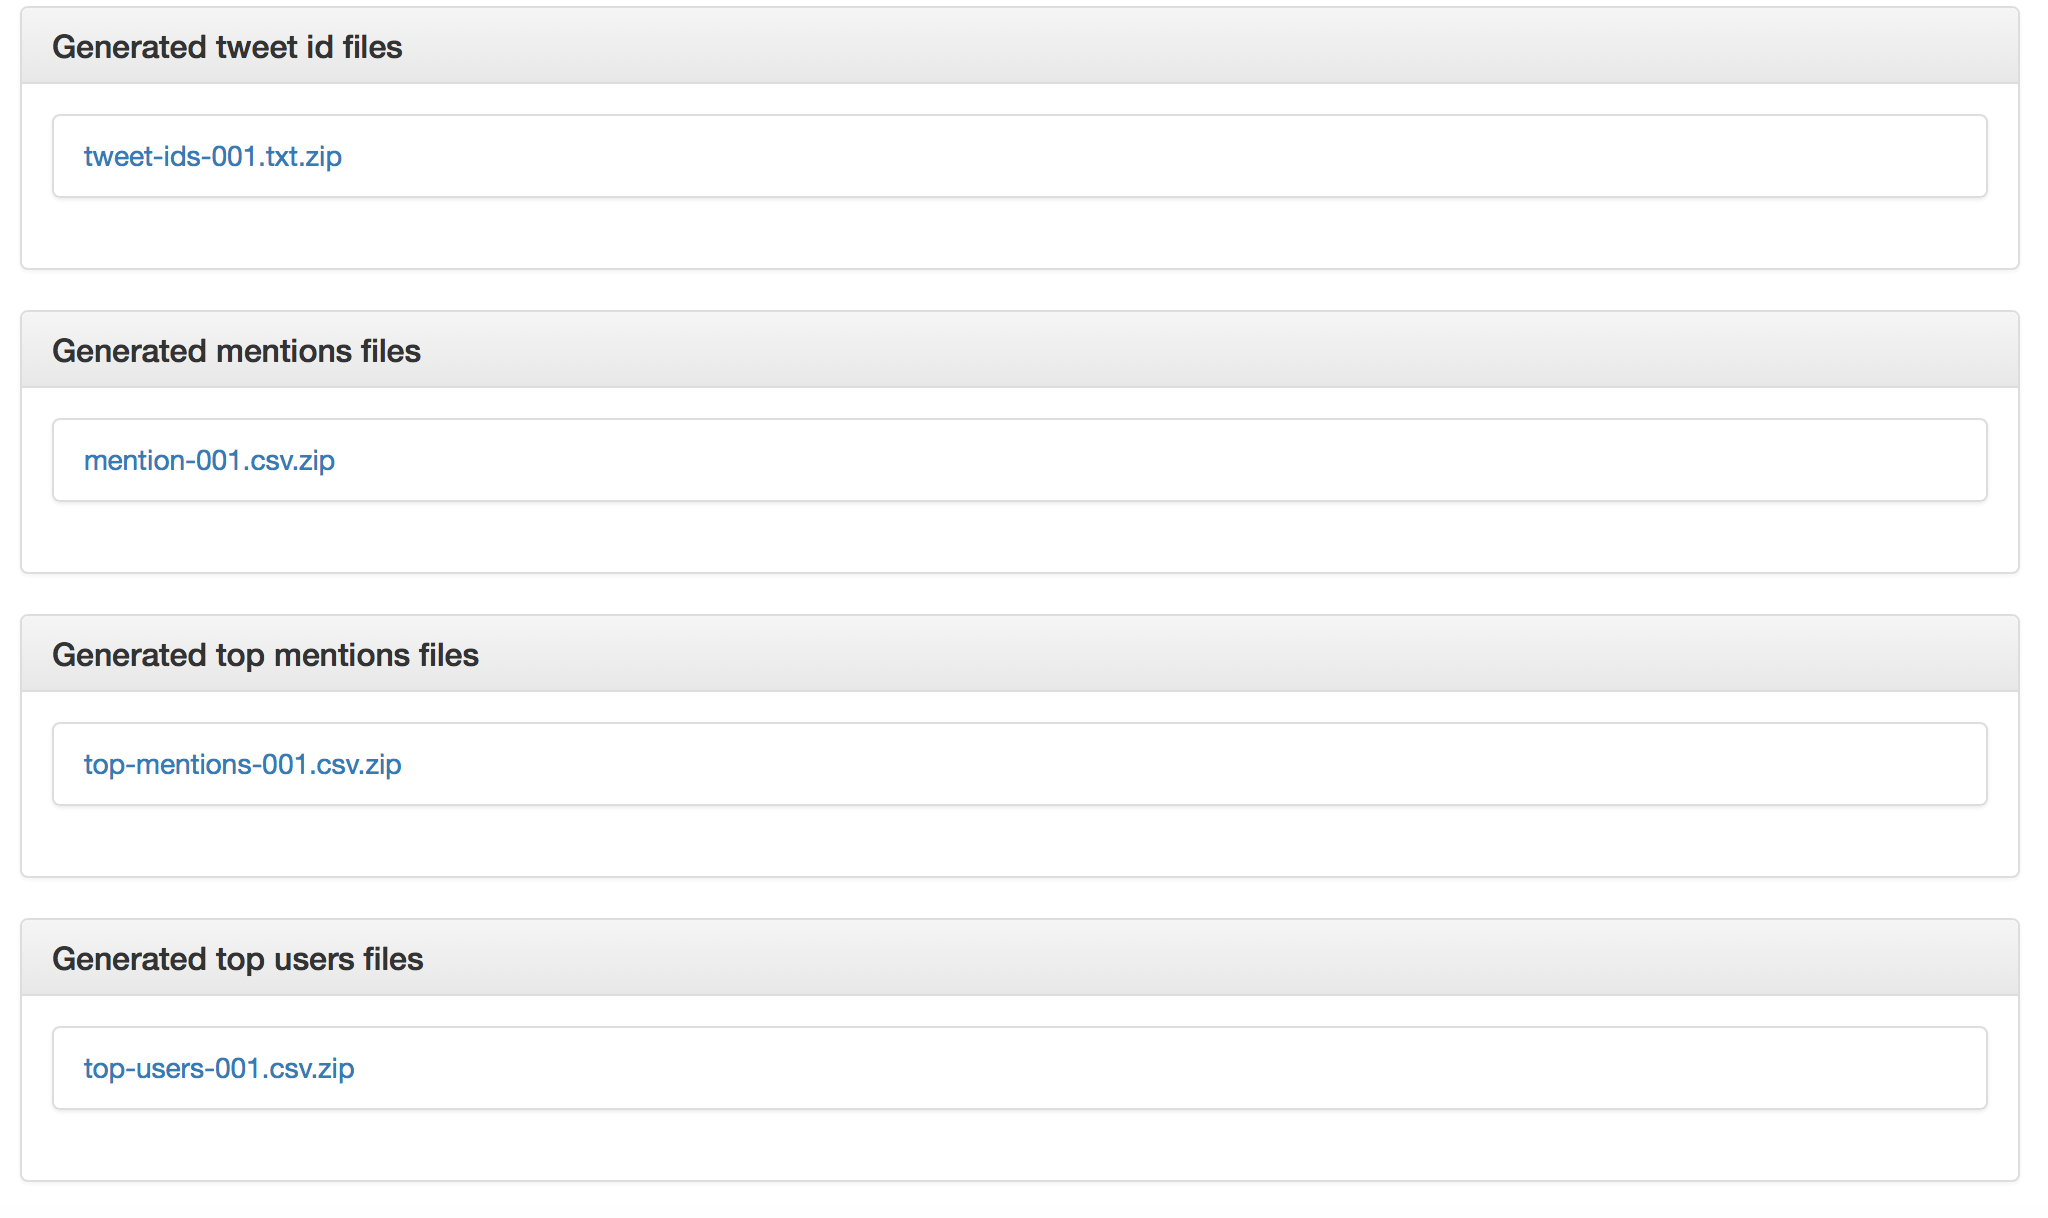 Generated tweet id files
tweet-ids-001.txt.zip
Generated mentions files
mention-001.csv.zip
Generated top mentions files
top-mentions-001.csv.zip
Generated top users files
top-users-001.csv.zip